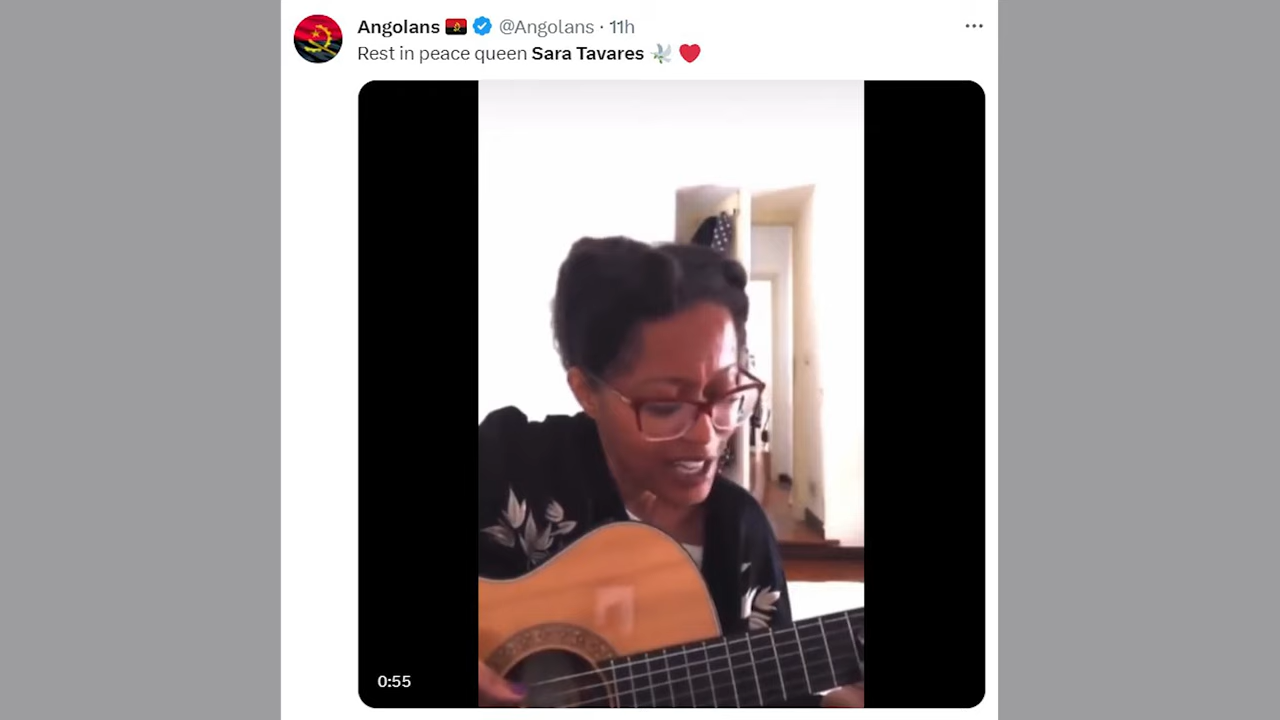 Angolans 🇦🇴 @Angolans · 11h
Rest in peace queen Sara Tavares 🕊️ ❤️
0:55